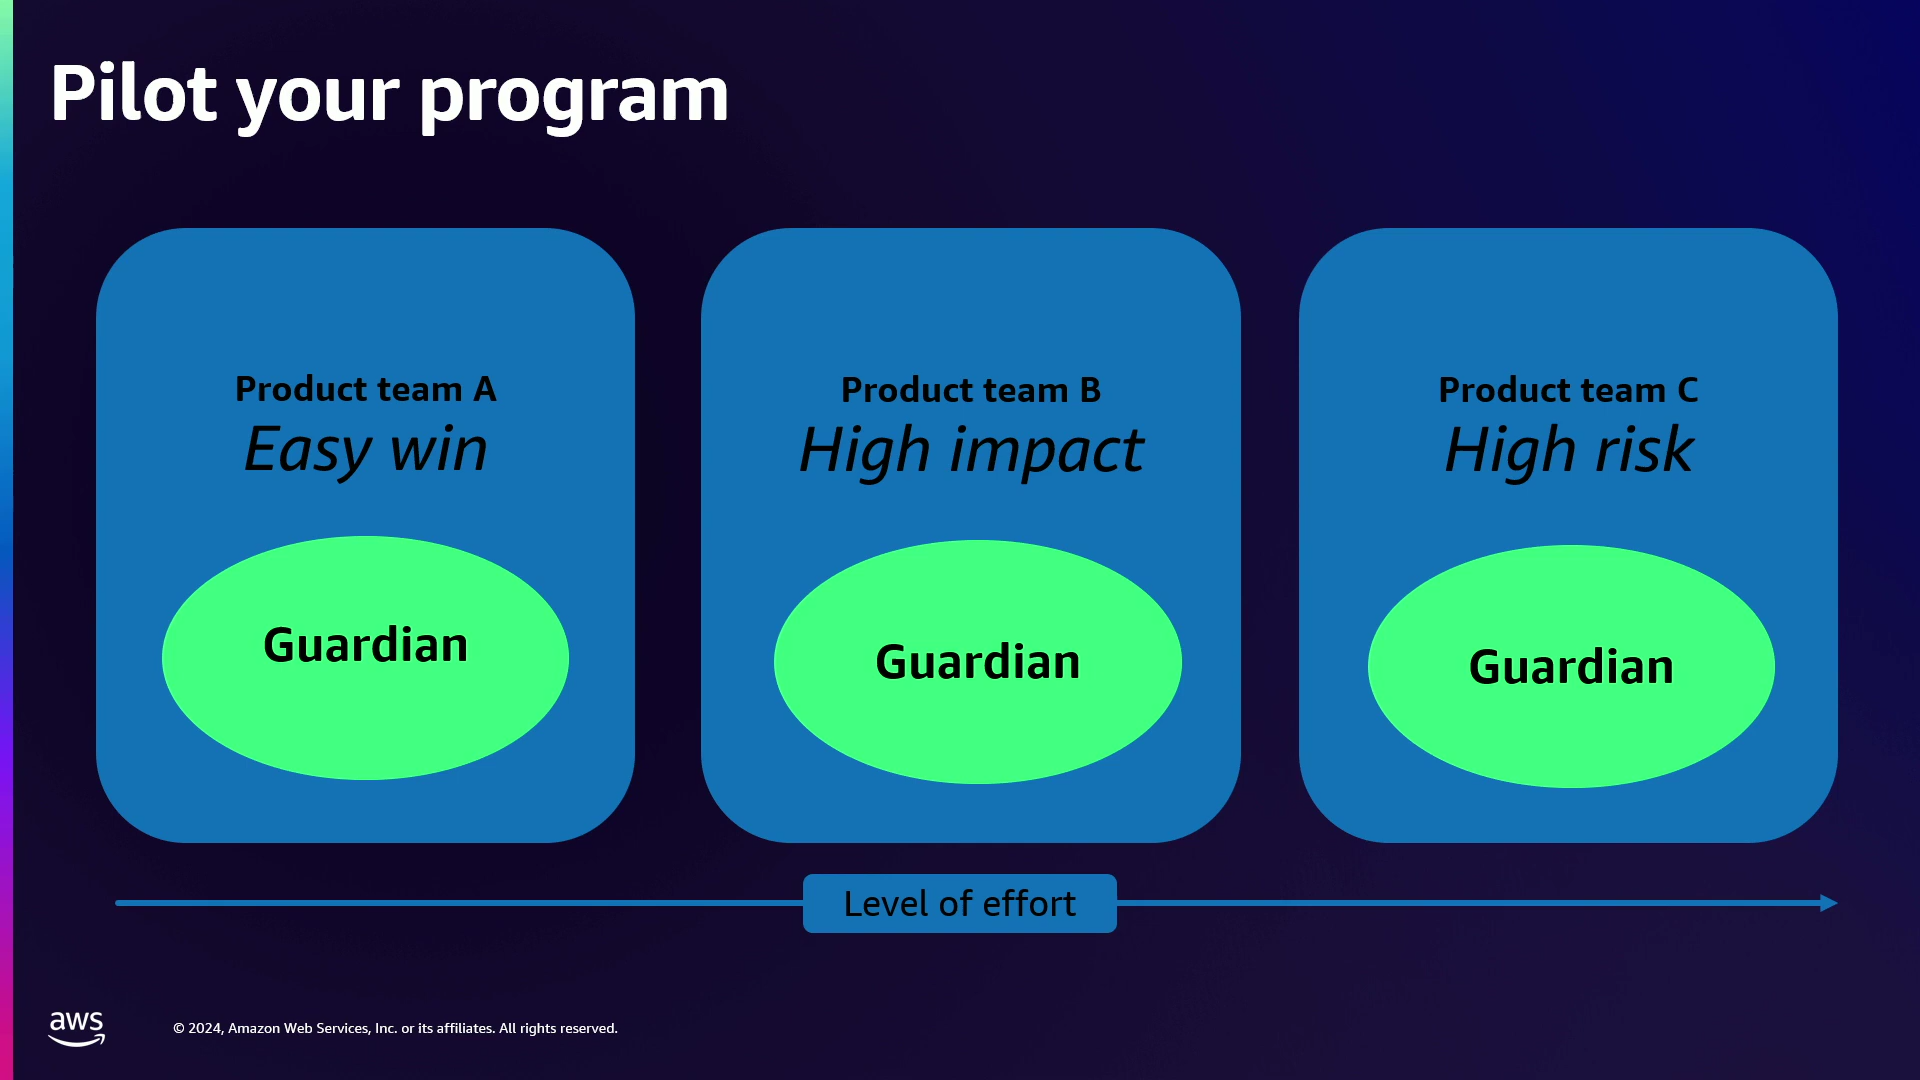 Pilot your program
Product team A
Easy win
Guardian
Product team B
High impact
Guardian
Product team C
High risk
Guardian
Level of effort
aws
© 2024, Amazon Web Services, Inc. or its affiliates. All rights reserved.